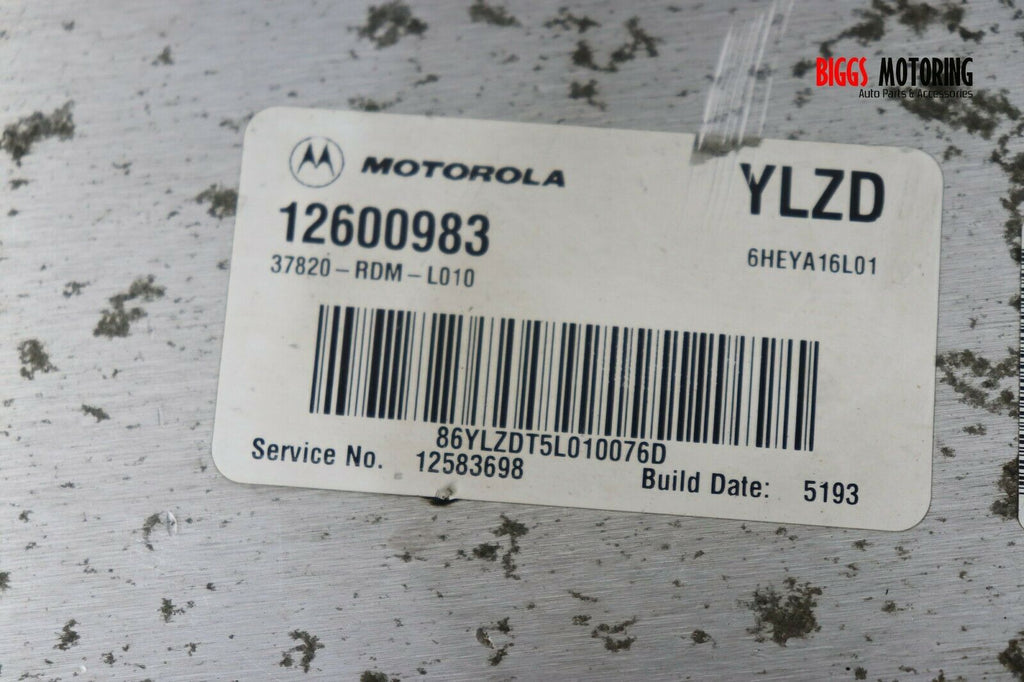 BIGGS MOTORING
Auto Parts & Accessories
MOTOROLA
YLZD
12600983
6HEYA16L01
37820-RDM-L010
86YLZDT5L010076D
Service No. 12583698
Build Date: 5193